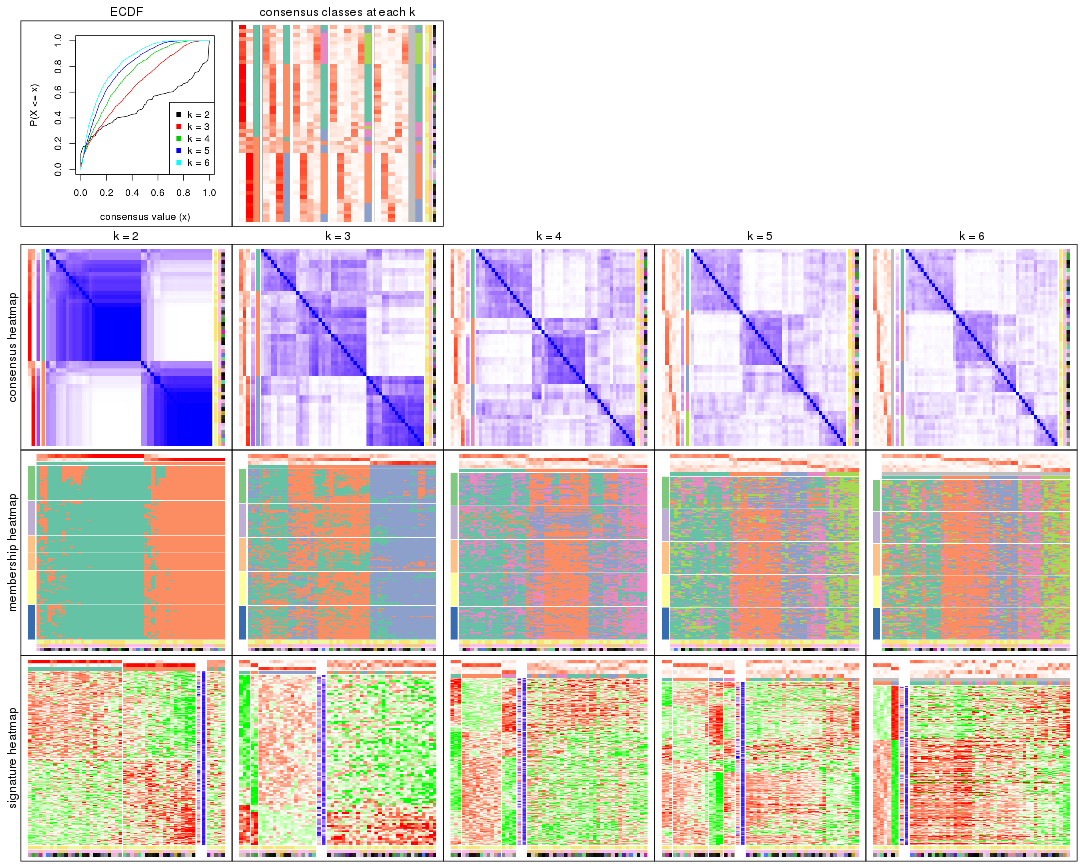 ECDF
consensus classes at each k
P(X <= x)
0.0 0.2 0.4 0.6 0.8 1.0
k = 2
k = 3
k = 4
k = 5
k = 6
0.0 0.2 0.4 0.6 0.8 1.0
consensus value (x)
k = 2
k = 3
k = 4
k = 5
k = 6
consensus heatmap
membership heatmap
signature heatmap